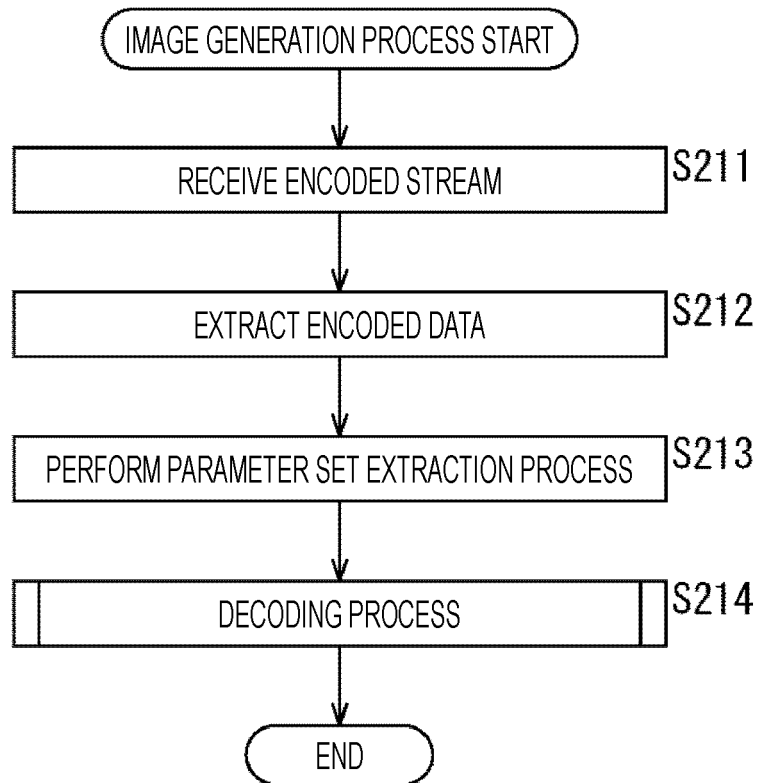 IMAGE GENERATION PROCESS START
RECEIVE ENCODED STREAM S211
EXTRACT ENCODED DATA S212
PERFORM PARAMETER SET EXTRACTION PROCESS S213
DECODING PROCESS S214
END